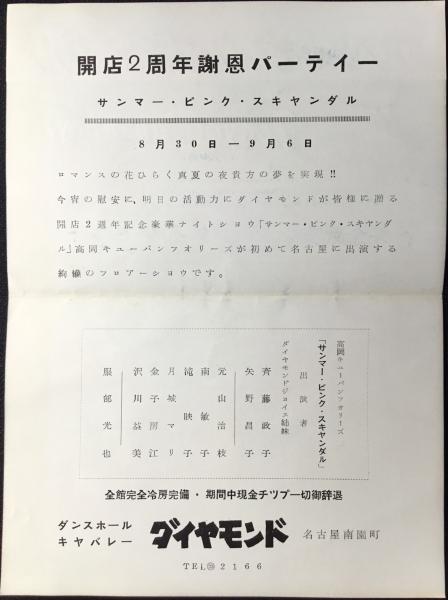 開店2周年謝恩パーテイー
サンマー・ピンク・スキヤンダル
8月30日―9月6日
ロマンスの花ひらく真夏の夜貴方の夢を実現!!
今宵の慰安に、明日の活動力にダイヤモンドが皆様に贈る
開店2週年記念豪華ナイトシヨウ「サンマー・ピンク・スキヤンダ
ル」高岡キユーバンフオリーズが初めて名古屋に出演する
絢爛のフロアーシヨウです。
高岡キユーバンフオリーズ
「サンマー・ピンク・スキヤンダル」
出演者
ダイヤモンドジヨイエ姉妹
斉藤政子
矢野昌子
元山治枝
南敏子
滝映子
月城マリ
金子房江
沢川益美
服部光也
全館完全冷房完備・期間中現金チツプ一切御辞退
ダンスホール
キヤバレー
ダイヤモンド
名古屋南園町
TEL 2166